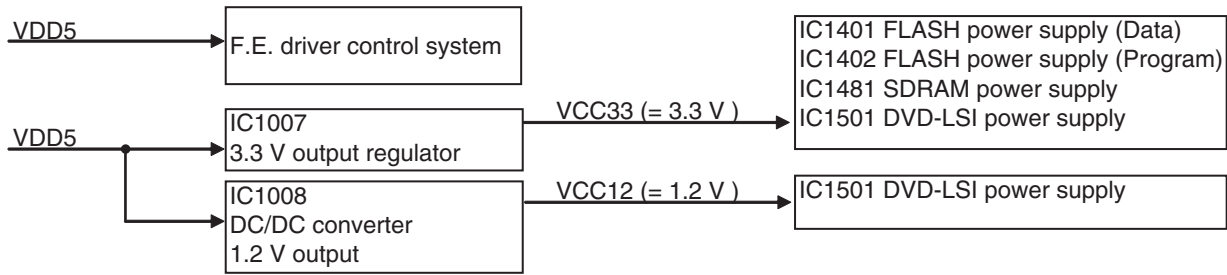 VDD5
F.E. driver control system
VDD5
IC1007
3.3 V output regulator
VCC33 (= 3.3 V )
IC1401 FLASH power supply (Data)
IC1402 FLASH power supply (Program)
IC1481 SDRAM power supply
IC1501 DVD-LSI power supply
IC1008
DC/DC converter
1.2 V output
VCC12 (= 1.2 V )
IC1501 DVD-LSI power supply